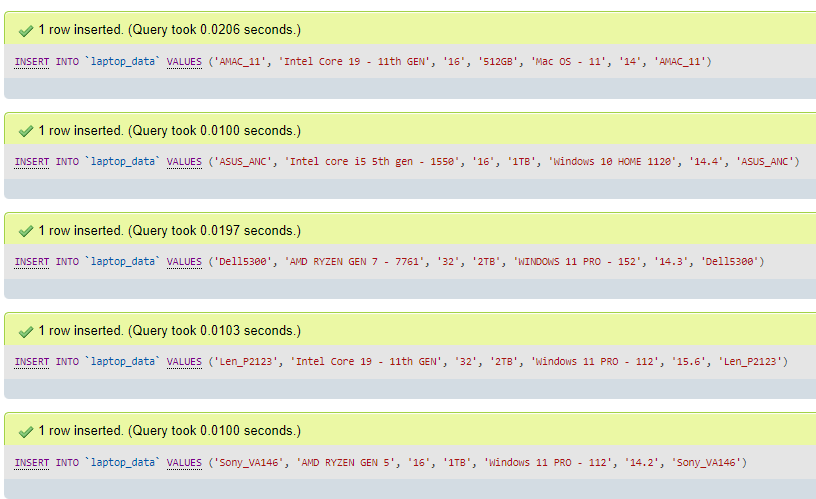 1 row inserted. (Query took 0.0206 seconds.)
INSERT INTO `laptop_data` VALUES ('AMAC_11', 'Intel Core 19 - 11th GEN', '16', '512GB', 'Mac OS - 11', '14', 'AMAC_11')
1 row inserted. (Query took 0.0100 seconds.)
INSERT INTO `laptop_data` VALUES ('ASUS_ANC', 'Intel core i5 5th gen - 1550', '16', '1TB', 'Windows 10 HOME 1120', '14.4', 'ASUS_ANC')
1 row inserted. (Query took 0.0197 seconds.)
INSERT INTO `laptop_data` VALUES ('Dell5300', 'AMD RYZEN GEN 7 - 7761', '32', '2TB', 'WINDOWS 11 PRO - 152', '14.3', 'Dell5300')
1 row inserted. (Query took 0.0103 seconds.)
INSERT INTO `laptop_data` VALUES ('Len_P2123', 'Intel Core 19 - 11th GEN', '32', '2TB', 'Windows 11 PRO - 112', '15.6', 'Len_P2123')
1 row inserted. (Query took 0.0100 seconds.)
INSERT INTO `laptop_data` VALUES ('Sony_VA146', 'AMD RYZEN GEN 5', '16', '1TB', 'Windows 11 PRO - 112', '14.2', 'Sony_VA146')